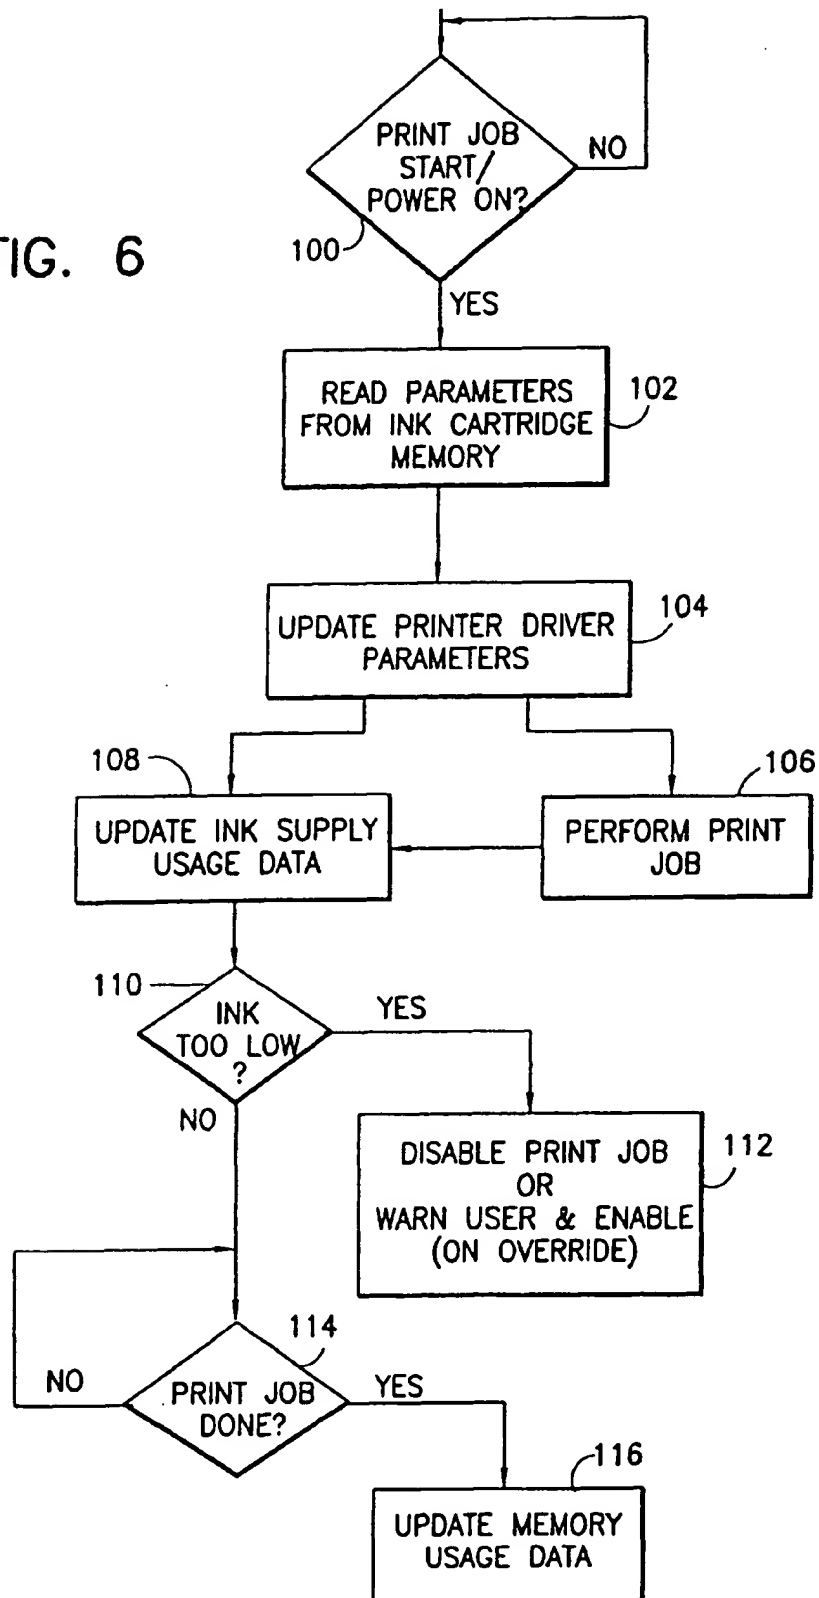 PRINT JOB
START/
POWER ON?
NO
100
FIG. 6
YES
READ PARAMETERS
FROM INK CARTRIDGE
MEMORY
102
UPDATE PRINTER DRIVER
PARAMETERS
104
108
106
UPDATE INK SUPPLY
USAGE DATA
PERFORM PRINT
JOB
110
INK
TOO LOW
?
YES
NO
DISABLE PRINT JOB
OR
WARN USER & ENABLE
(ON OVERRIDE)
112
114
NO
PRINT JOB
DONE?
YES
116
UPDATE MEMORY
USAGE DATA